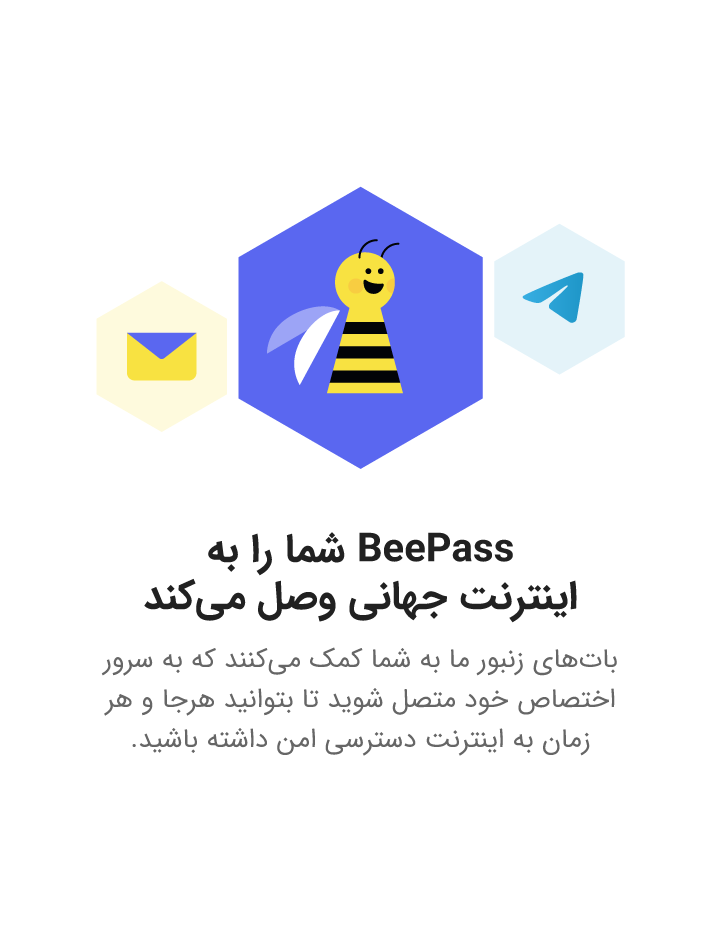 BeePass شما را به
اینترنت جهانی وصل می‌کند
بات‌های زنبور ما به شما کمک می‌کنند که به سرور
اختصاص خود متصل شوید تا بتوانید هرجا و هر
زمان به اینترنت دسترسی امن داشته باشید.